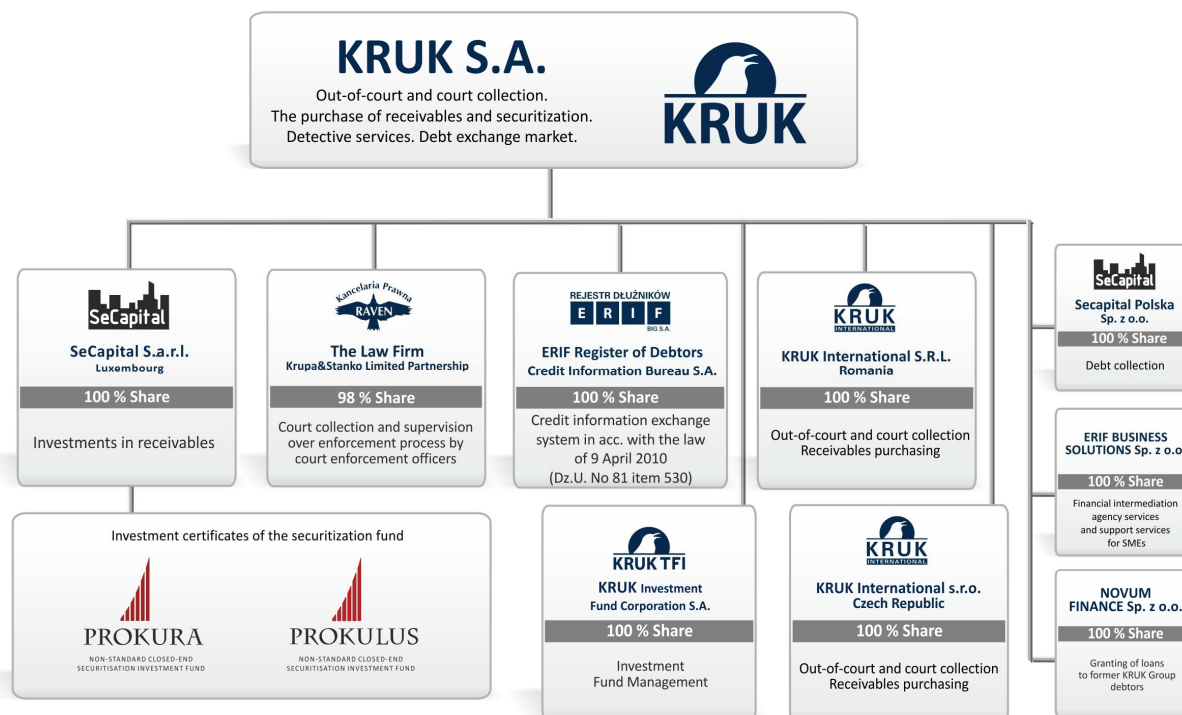 KRUK S.A.
Out-of-court and court collection.
The purchase of receivables and securitization.
Detective services. Debt exchange market.
KRUK
SeCapital
SeCapital S.a.r.l.
Luxembourg
100 % Share
Investments in receivables
Kancelaria Prawna
RAVEN
The Law Firm
Krupa&Stanko Limited Partnership
98 % Share
Court collection and supervision
over enforcement process by
court enforcement officers
REJESTR DŁUŻNIKÓW
E R I F
BIG S.A.
ERIF Register of Debtors
Credit Information Bureau S.A.
100 % Share
Credit information exchange
system in acc. with the law
of 9 April 2010
(Dz.U. No 81 item 530)
KRUK
INTERNATIONAL
KRUK International S.R.L.
Romania
100 % Share
Out-of-court and court collection
Receivables purchasing
SeCapital
Secapital Polska
Sp. z o.o.
100 % Share
Debt collection
ERIF BUSINESS
SOLUTIONS Sp. z o.o
100 % Share
Financial intermediation
agency services
and support services
for SMEs
Investment certificates of the securitization fund
PROKURA
NON-STANDARD CLOSED-END
SECURITISATION INVESTMENT FUND
PROKULUS
NON-STANDARD CLOSED-END
SECURITISATION INVESTMENT FUND
KRUK TFI
KRUK Investment
Fund Corporation S.A.
100 % Share
Investment
Fund Management
KRUK
INTERNATIONAL
KRUK International s.r.o.
Czech Republic
100 % Share
Out-of-court and court collection
Receivables purchasing
NOVUM
FINANCE Sp. z o.o.
100 % Share
Granting of loans
to former KRUK Group
debtors